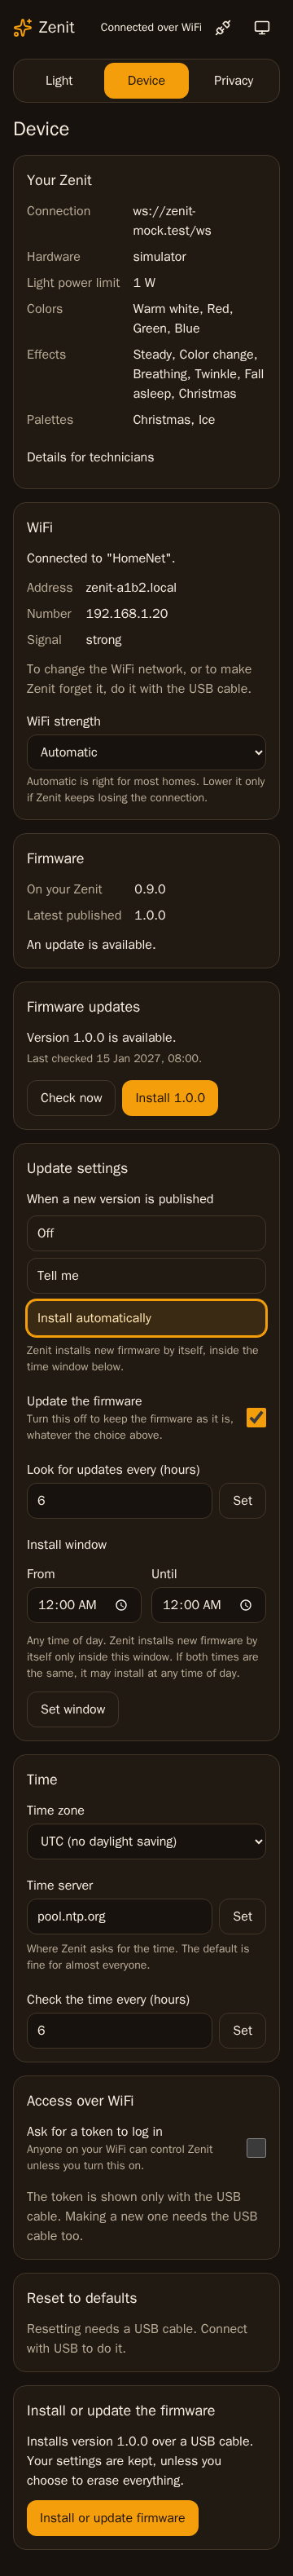 Zenit
Connected over WiFi
Light
Device
Privacy
Device
Your Zenit
Connection
ws://zenit-
mock.test/ws
Hardware
simulator
Light power limit
1 W
Colors
Warm white, Red,
Green, Blue
Effects
Steady, Color change,
Breathing, Twinkle, Fall
asleep, Christmas
Palettes
Christmas, Ice
Details for technicians
WiFi
Connected to "HomeNet".
Address
zenit-a1b2.local
Number
192.168.1.20
Signal
strong
To change the WiFi network, or to make
Zenit forget it, do it with the USB cable.
WiFi strength
Automatic
Automatic is right for most homes. Lower it only
if Zenit keeps losing the connection.
Firmware
On your Zenit
0.9.0
Latest published
1.0.0
An update is available.
Firmware updates
Version 1.0.0 is available.
Last checked 15 Jan 2027, 08:00.
Check now
Install 1.0.0
Update settings
When a new version is published
Off
Tell me
Install automatically
Zenit installs new firmware by itself, inside the
time window below.
Update the firmware
Turn this off to keep the firmware as it is,
whatever the choice above.
Look for updates every (hours)
6
Set
Install window
From
Until
12:00 AM
12:00 AM
Any time of day. Zenit installs new firmware by
itself only inside this window. If both times are
the same, it may install at any time of day.
Set window
Time
Time zone
UTC (no daylight saving)
Time server
pool.ntp.org
Set
Where Zenit asks for the time. The default is
fine for almost everyone.
Check the time every (hours)
6
Set
Access over WiFi
Ask for a token to log in
Anyone on your WiFi can control Zenit
unless you turn this on.
The token is shown only with the USB
cable. Making a new one needs the USB
cable too.
Reset to defaults
Resetting needs a USB cable. Connect
with USB to do it.
Install or update the firmware
Installs version 1.0.0 over a USB cable.
Your settings are kept, unless you
choose to erase everything.
Install or update firmware